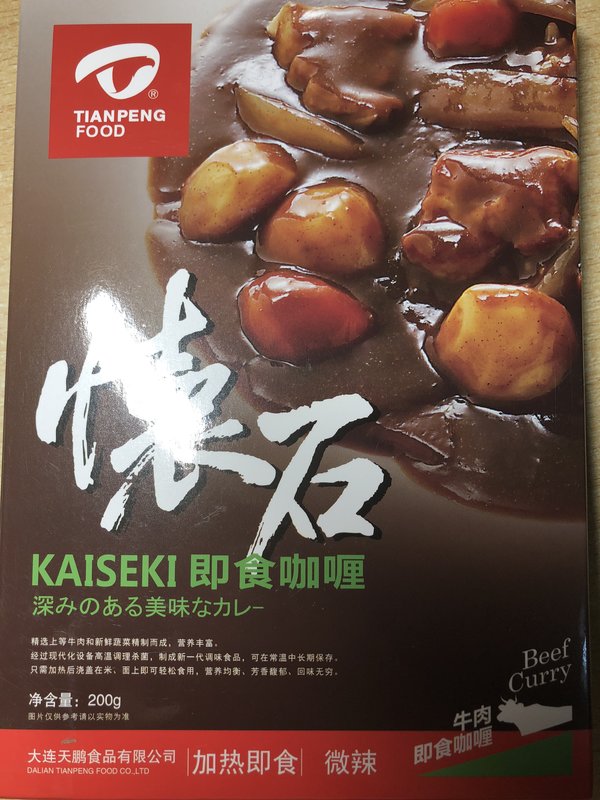 TIANPENG
FOOD
®
懐石
KAISEKI 即食咖喱
深みのある美味なカレー
精选上等牛肉和新鲜蔬菜精制而成，营养丰富。
经过现代化设备高温调理杀菌，制成新一代调味食品，可在常温中长期保存。
只需加热后浇盖在米、面上即可轻松食用，营养均衡、芳香馥郁、回味无穷。
净含量：200g
图片仅供参考请以实物为准
Beef
Curry
牛肉
即食咖喱
大连天鹏食品有限公司
DALIAN TIANPENG FOOD CO.,LTD
加热即食
微辣